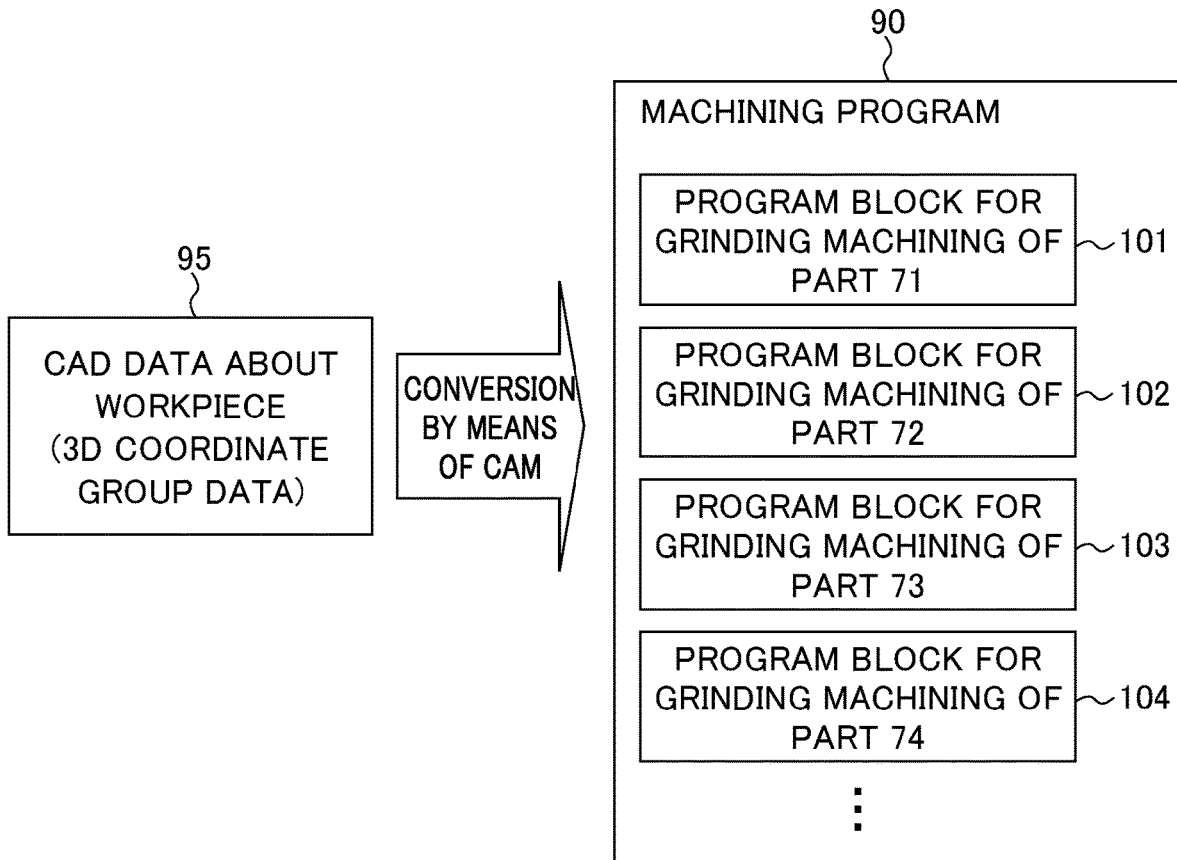 90
MACHINING PROGRAM
PROGRAM BLOCK FOR
GRINDING MACHINING OF
PART 71
101
95
CAD DATA ABOUT
WORKPIECE
(3D COORDINATE
GROUP DATA)
CONVERSION
BY MEANS
OF CAM
PROGRAM BLOCK FOR
GRINDING MACHINING OF
PART 72
102
PROGRAM BLOCK FOR
GRINDING MACHINING OF
PART 73
103
PROGRAM BLOCK FOR
GRINDING MACHINING OF
PART 74
104